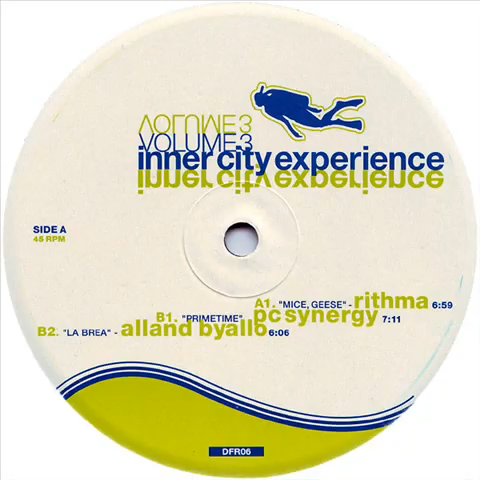 VOLUME 3
VOLUME 3
inner city experience
inner city experience
SIDE A
45 RPM
A1. "MICE, GEESE" - rithma 6:59
B1. "PRIMETIME" pc synergy 7:11
B2. "LA BREA" - alland byallo 6:06
DFR06